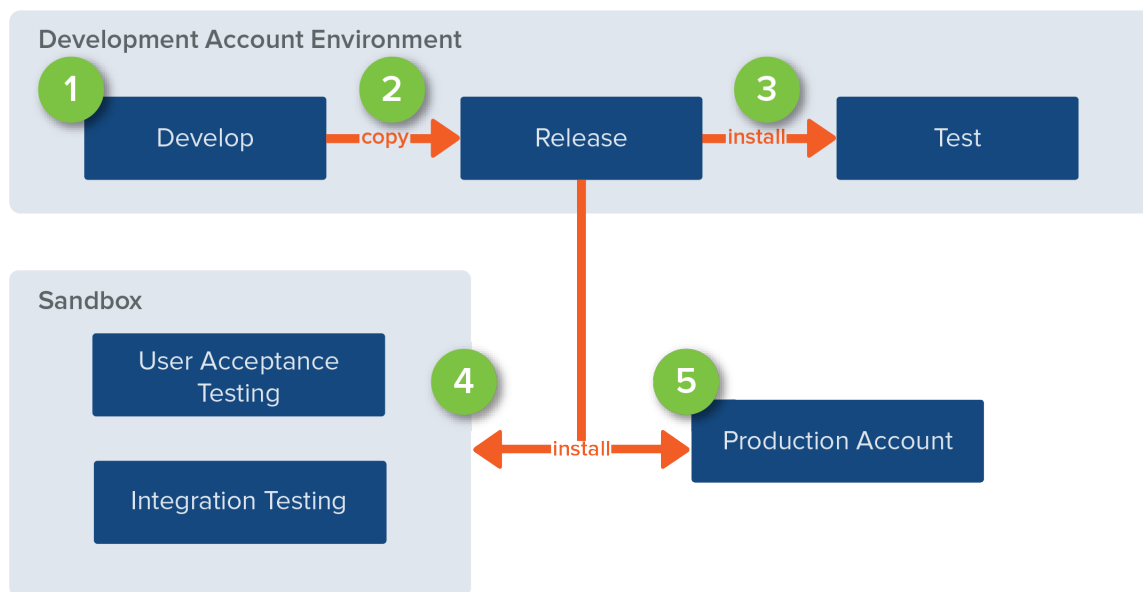 Development Account Environment
1
2
3
Develop
copy
Release
install
Test
Sandbox
User Acceptance
Testing
4
5
install
Production Account
Integration Testing